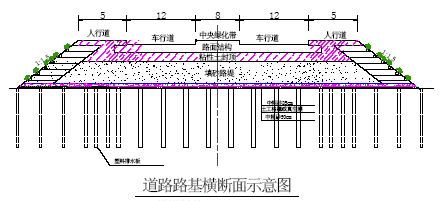 5 12 8 12 5
人行道 车行道 中央绿化带 车行道 人行道
路面结构
粘性土封顶
填砂路堤
塑料排水板
道路路基横断面示意图